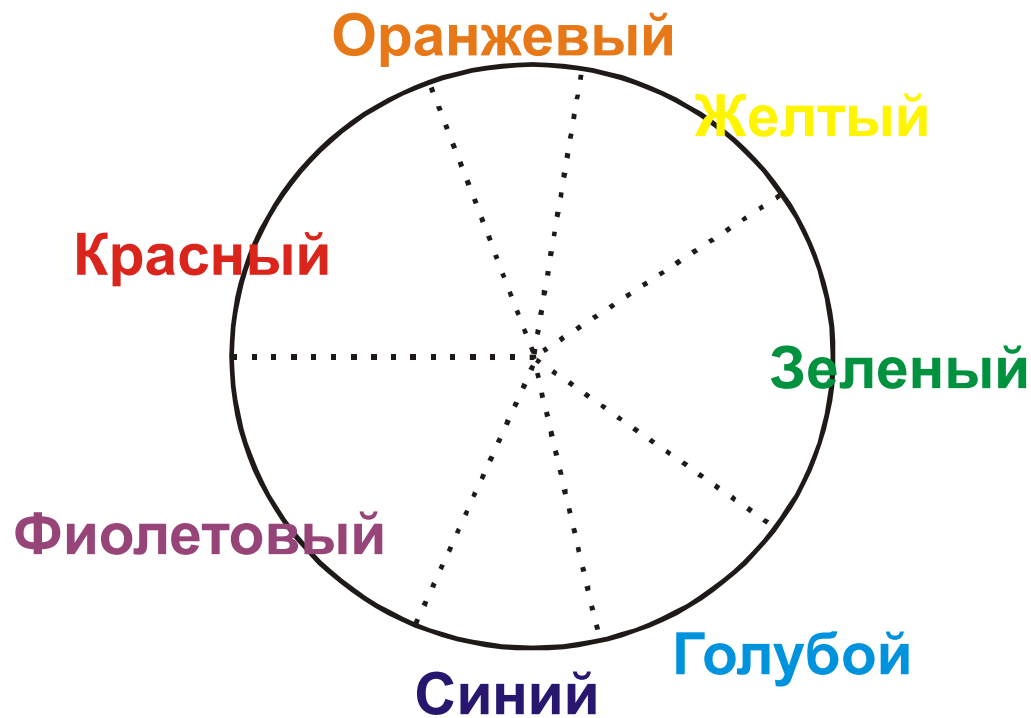 Оранжевый
Желтый
Красный
Зеленый
Фиолетовый
Голубой
Синий